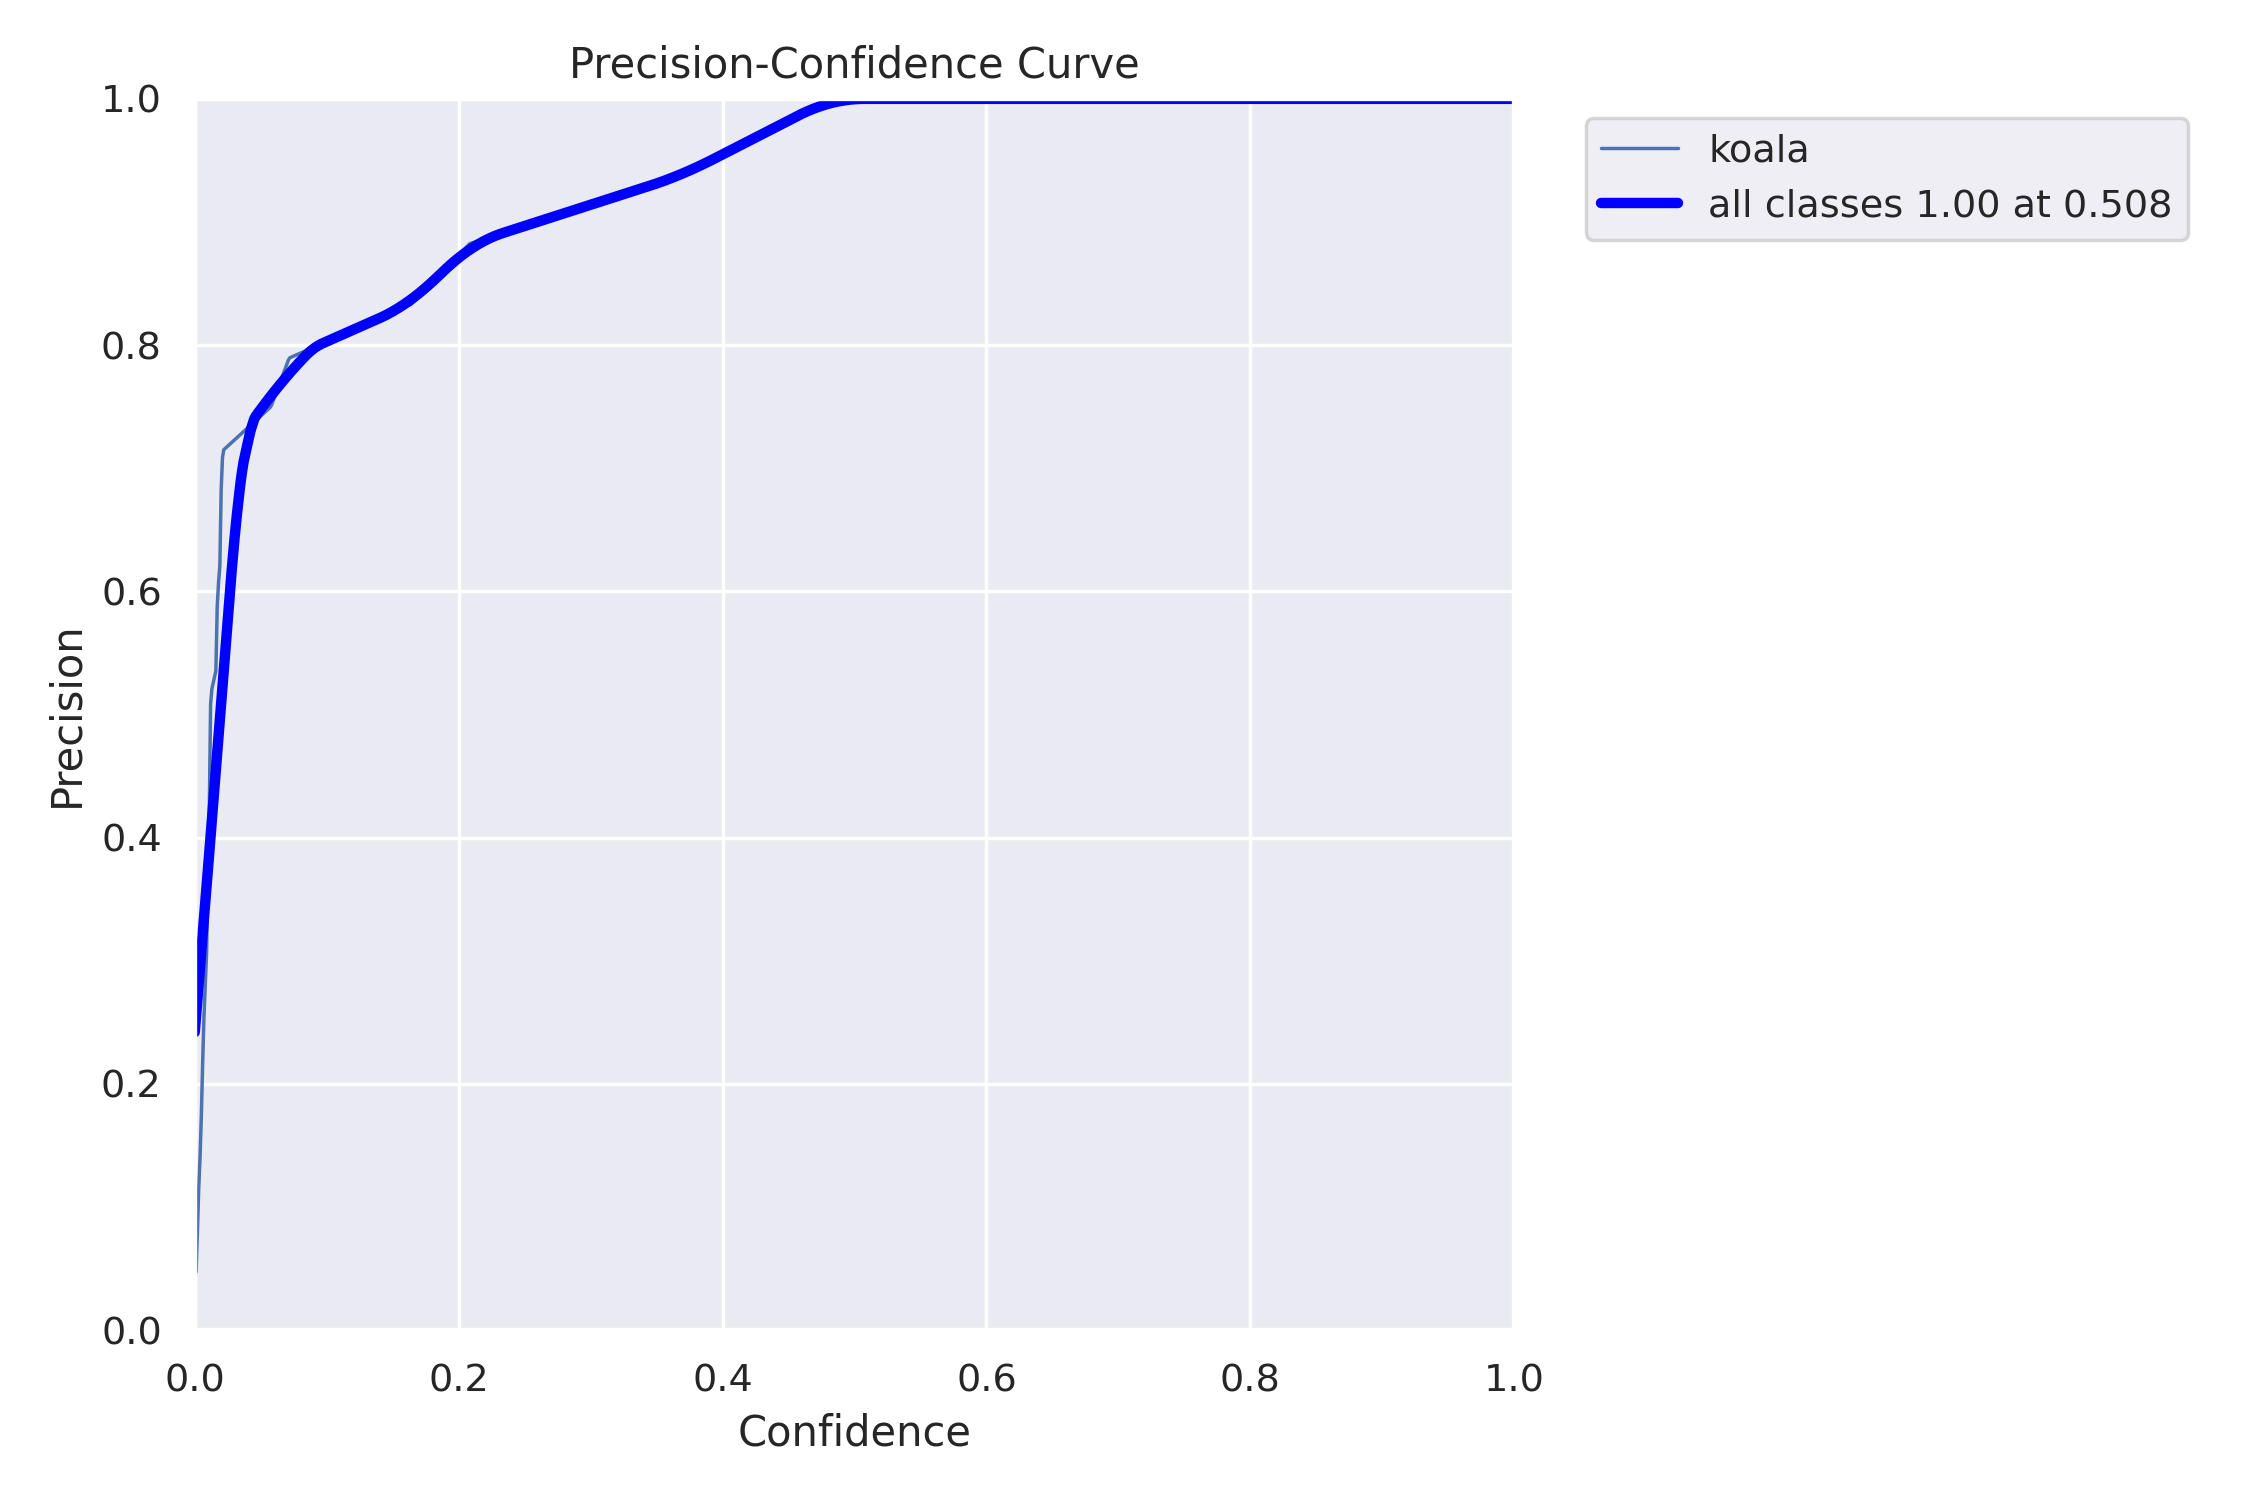 Precision-Confidence Curve
1.0
0.8
0.6
0.4
0.2
0.0
Precision
0.0 0.2 0.4 0.6 0.8 1.0
Confidence
koala
all classes 1.00 at 0.508